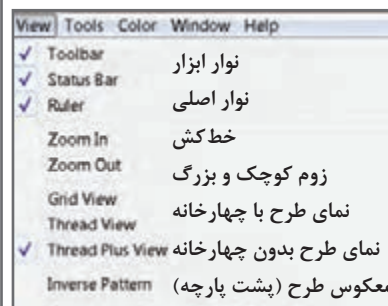 View Tools Color Window Help
Toolbar نوار ابزار
Status Bar نوار اصلی
Ruler خط‌کش
Zoom In
Zoom Out زوم کوچک و بزرگ
Grid View نمای طرح با چهارخانه
Thread View
Thread Plus View نمای طرح بدون چهارخانه
Inverse Pattern معکوس طرح (پشت پارچه)